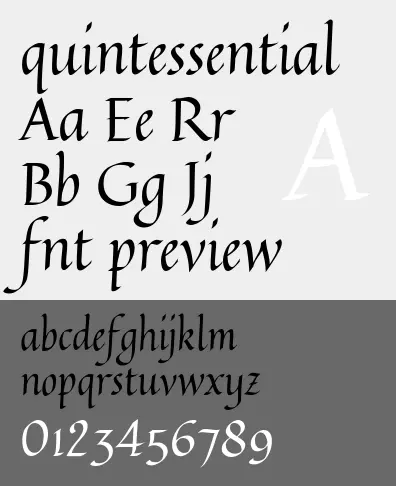 quintessential
Aa Ee Rr
A
Bb Gg Jj
fnt preview
abcdefghijklm
nopqrstuvwxyz
0123456789